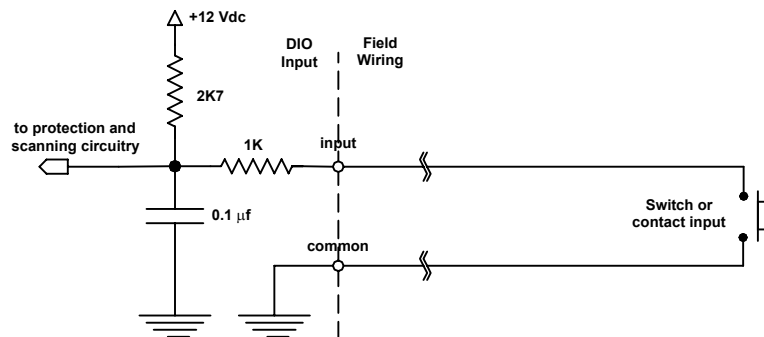 +12 Vdc
DIO
Input
Field
Wiring
2K7
to protection and
scanning circuitry
1K
input
Switch or
contact input
0.1 μf
common